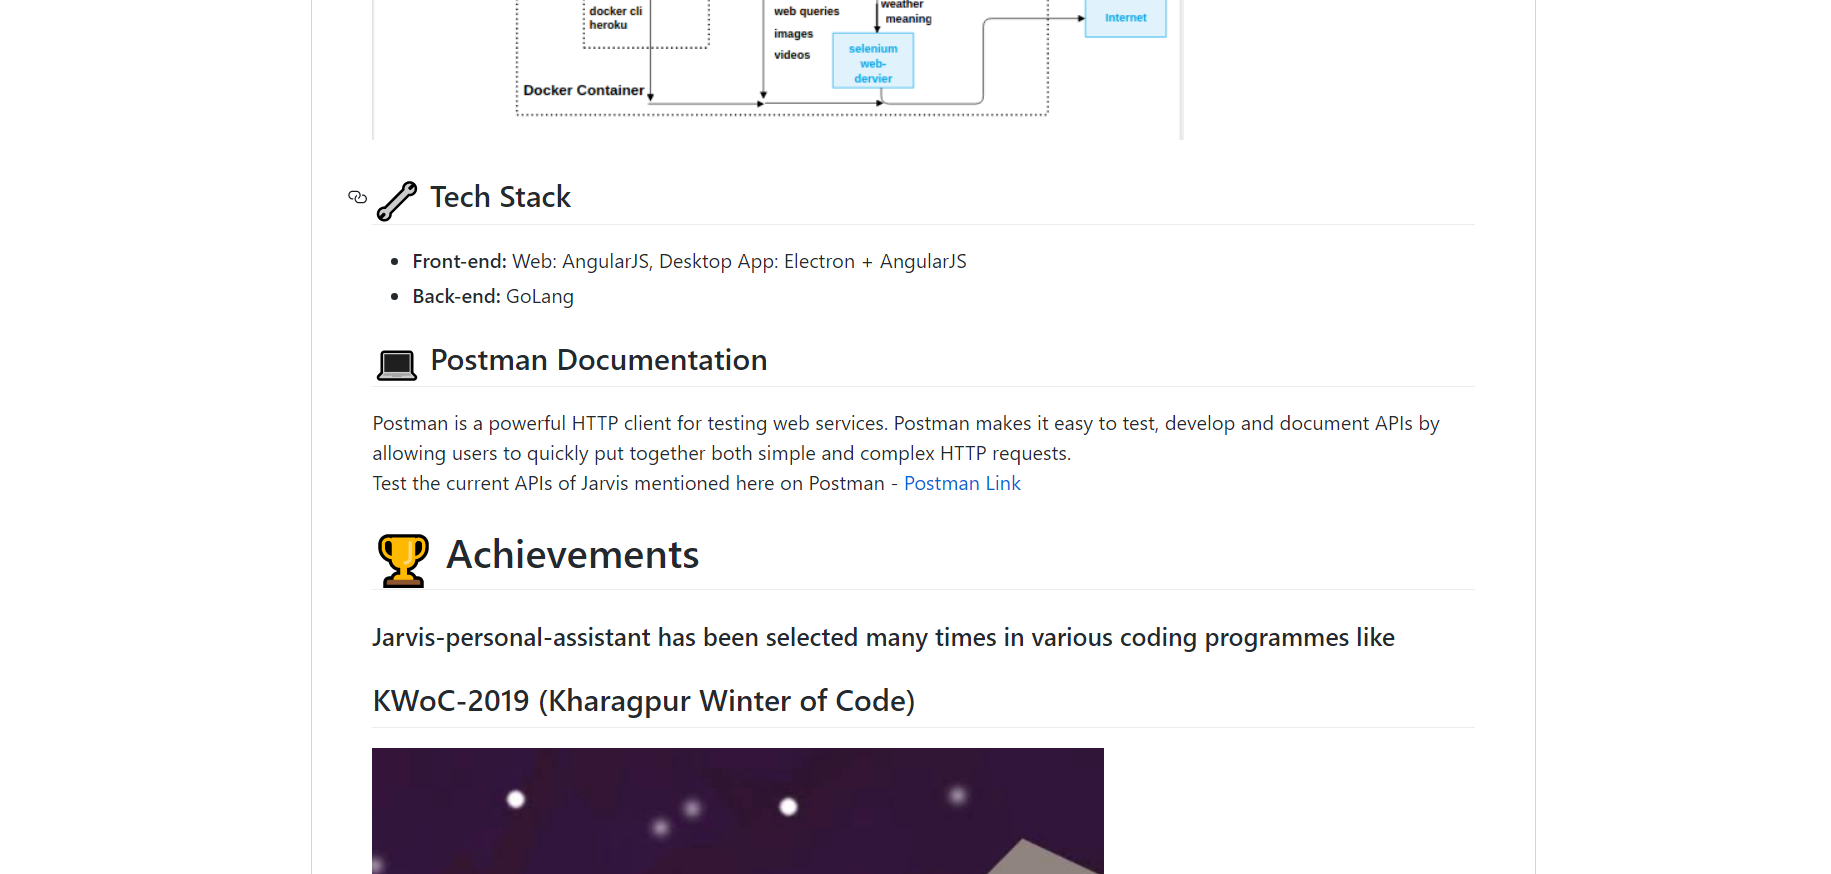 docker cli
heroku
web queries
images
videos
weather
meaning
selenium
web-
dervier
Internet
Docker Container
Tech Stack
Front-end: Web: AngularJS, Desktop App: Electron + AngularJS
Back-end: GoLang
Postman Documentation
Postman is a powerful HTTP client for testing web services. Postman makes it easy to test, develop and document APIs by
allowing users to quickly put together both simple and complex HTTP requests.
Test the current APIs of Jarvis mentioned here on Postman - Postman Link
Achievements
Jarvis-personal-assistant has been selected many times in various coding programmes like
KWoC-2019 (Kharagpur Winter of Code)